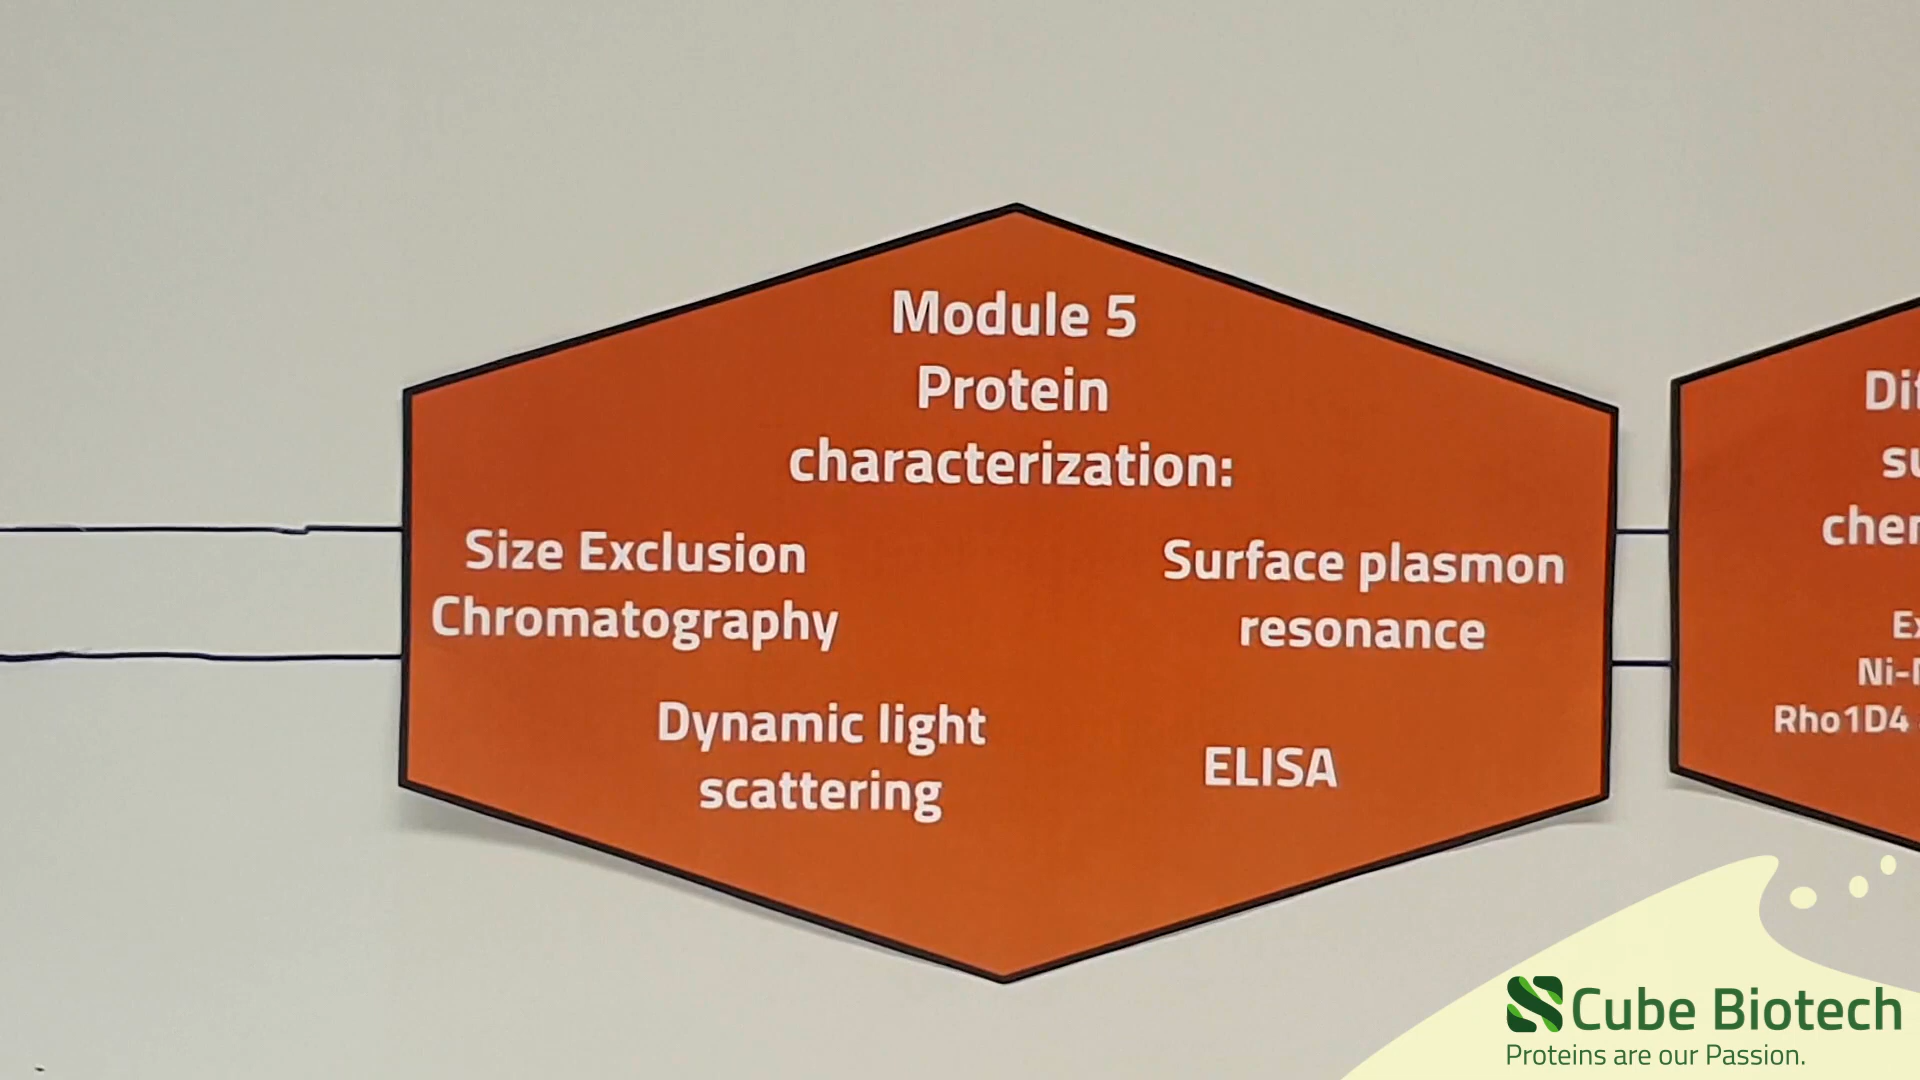 Module 5
Protein
characterization:
Size Exclusion
Chromatography
Surface plasmon
resonance
Dynamic light
scattering
ELISA
Rho1D4
Cube Biotech
Proteins are our Passion.